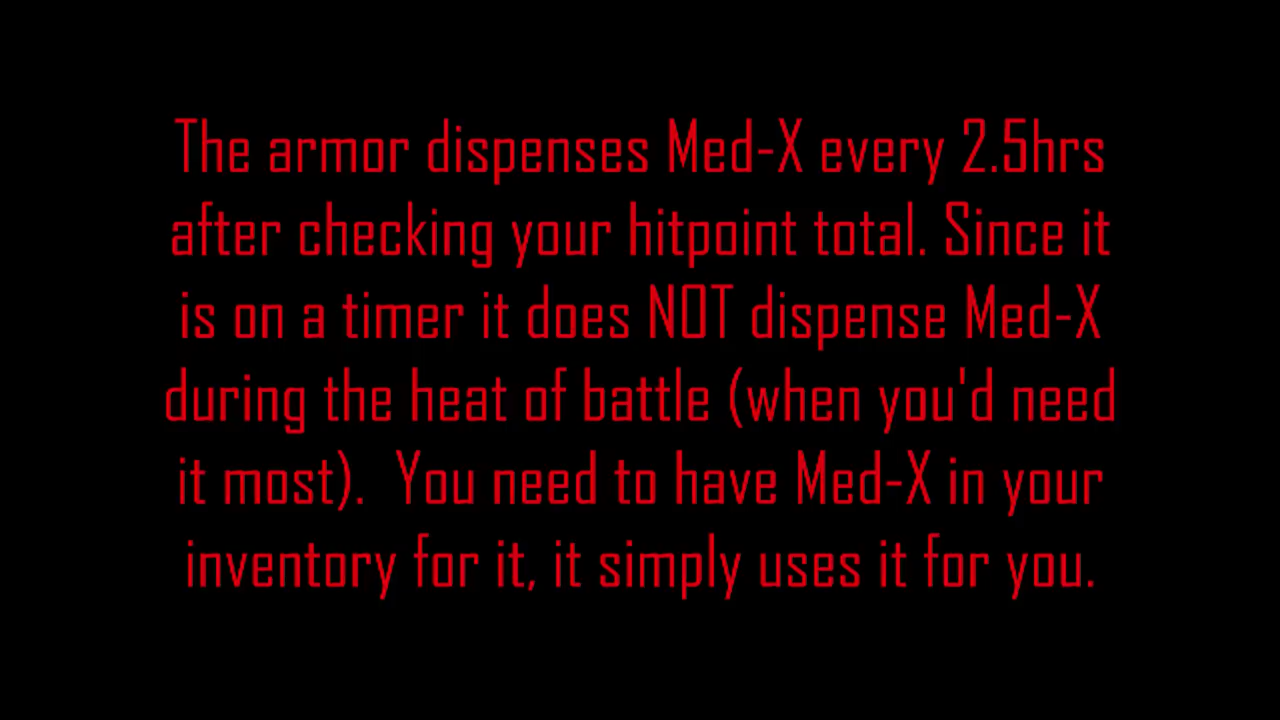 The armor dispenses Med-X every 2.5hrs
after checking your hitpoint total. Since it
is on a timer it does NOT dispense Med-X
during the heat of battle (when you'd need
it most).  You need to have Med-X in your
inventory for it, it simply uses it for you.